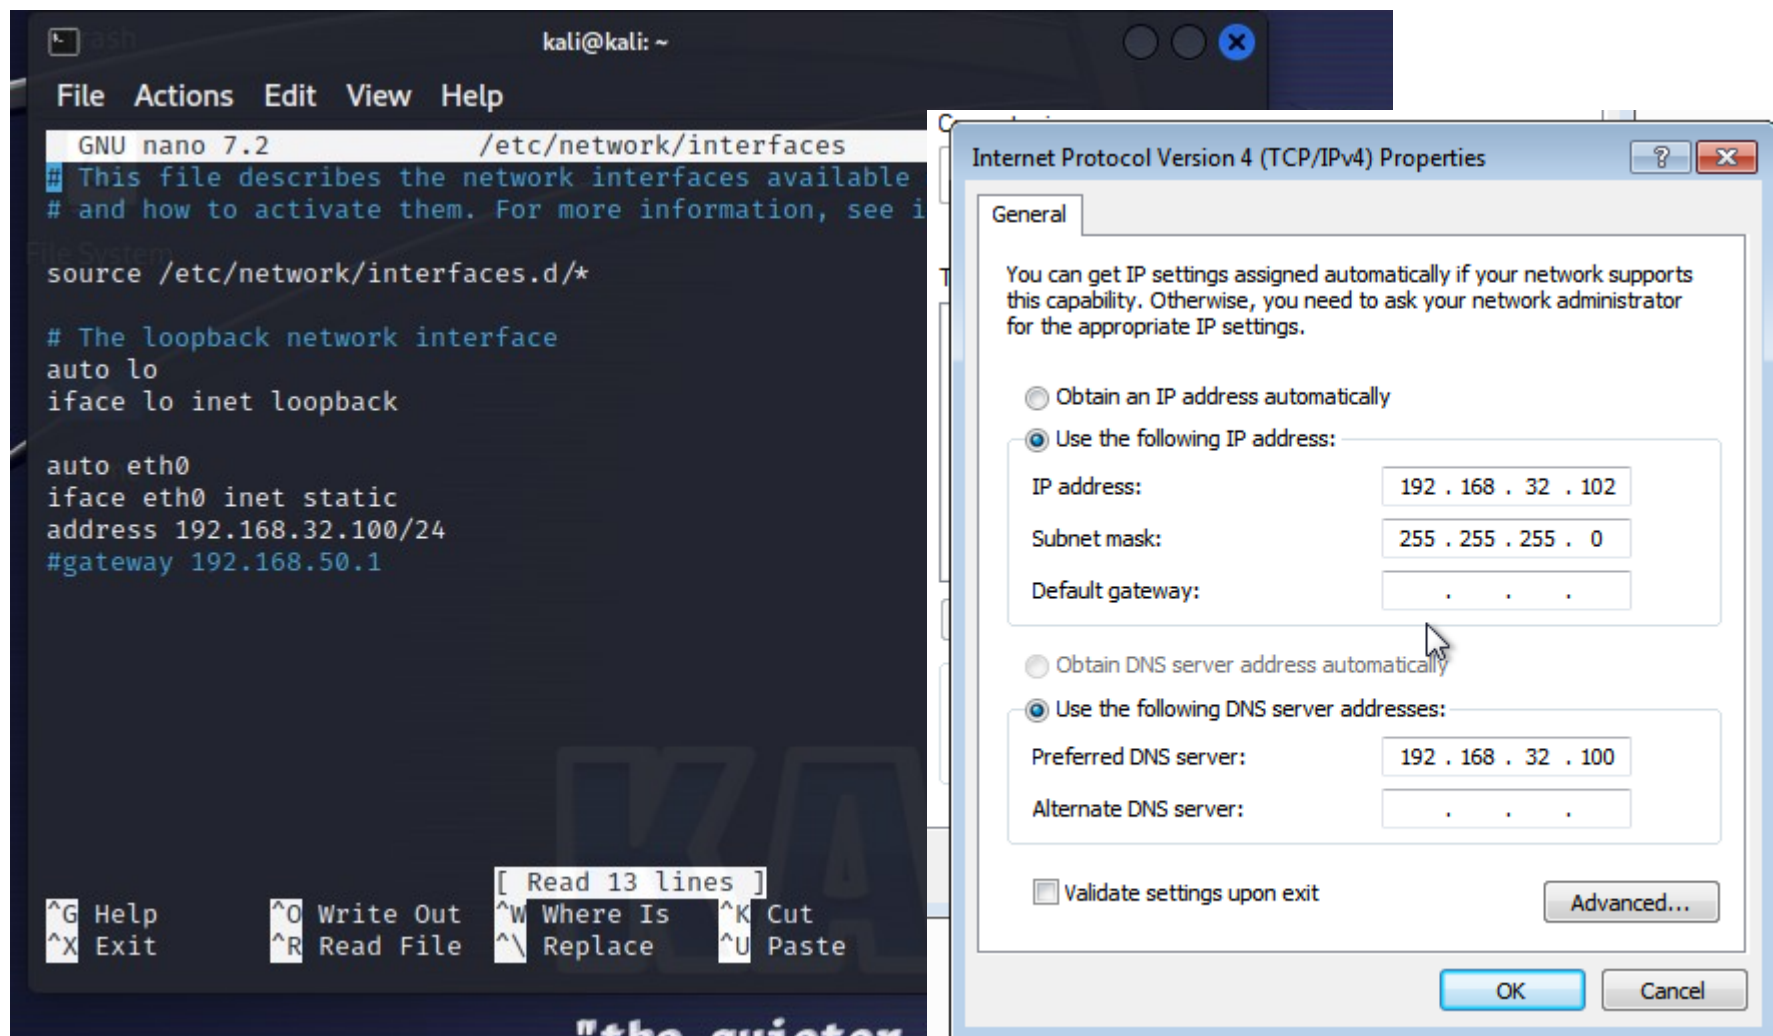 Trash
kali@kali: ~
File Actions Edit View Help
GNU nano 7.2 /etc/network/interfaces
# This file describes the network interfaces available
# and how to activate them. For more information, see i
File System
source /etc/network/interfaces.d/*
# The loopback network interface
auto lo
iface lo inet loopback
auto eth0
iface eth0 inet static
address 192.168.32.100/24
#gateway 192.168.50.1
[ Read 13 lines ]
^G Help ^O Write Out ^W Where Is ^K Cut
^X Exit ^R Read File ^\ Replace ^U Paste
"the quieter
Internet Protocol Version 4 (TCP/IPv4) Properties
General
You can get IP settings assigned automatically if your network supports
this capability. Otherwise, you need to ask your network administrator
for the appropriate IP settings.
Obtain an IP address automatically
Use the following IP address:
IP address: 192 . 168 . 32 . 102
Subnet mask: 255 . 255 . 255 . 0
Default gateway: . . .
Obtain DNS server address automatically
Use the following DNS server addresses:
Preferred DNS server: 192 . 168 . 32 . 100
Alternate DNS server: . . .
Validate settings upon exit
Advanced...
OK Cancel